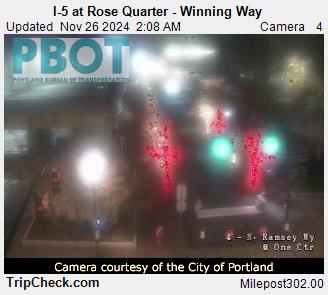 I-5 at Rose Quarter - Winning Way
Updated Nov 26 2024 2:08 AM Camera 4
PBOT
PORTLAND BUREAU OF TRANSPORTATION
4 - N. Ramsey Wy
@ One Ctr
Camera courtesy of the City of Portland
TripCheck.com Milepost302.00